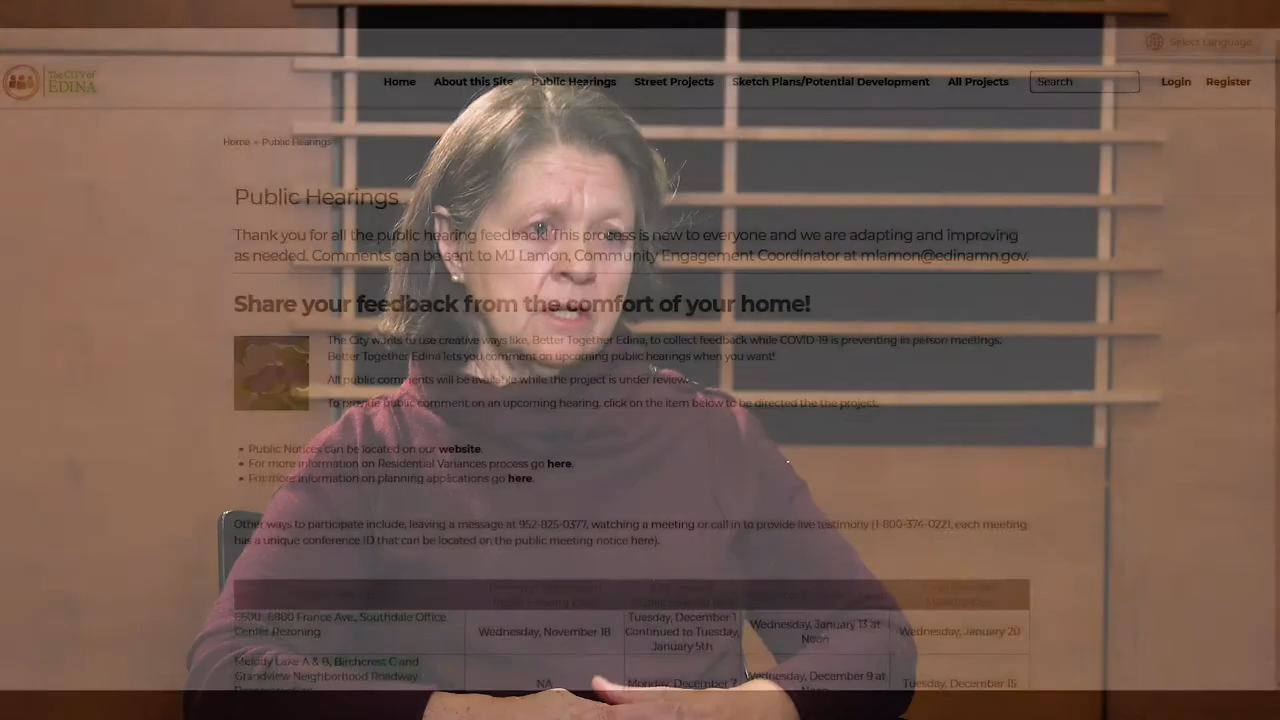 Select Language
The CITY of
EDINA
Home About this Site Public Hearings Street Projects Sketch Plans/Potential Development All Projects Search Login Register
Home » Public Hearings
Public Hearings
Thank you for all the public hearing feedback! This process is new to everyone and we are adapting and improving
as needed. Comments can be sent to MJ Lamon, Community Engagement Coordinator at mlamon@edinamn.gov.
Share your feedback from the comfort of your home!
The City wants to use creative ways like, Better Together Edina, to collect feedback while COVID-19 is preventing in person meetings.
Better Together Edina lets you comment on upcoming public hearings when you want!
All public comments will be available while the project is under review.
To provide public comment on an upcoming hearing, click on the item below to be directed the the project.
• Public Notices can be located on our website.
• For more information on Residential Variances process go here.
• For more information on planning applications go here.
Other ways to participate include, leaving a message at 952-825-0377, watching a meeting or call in to provide live testimony (1-800-374-0221, each meeting
has a unique conference ID that can be located on the public meeting notice here).
6500, 6800 France Ave., Southdale Office
Center Rezoning
Wednesday, November 18
Tuesday, December 1
Continued to Tuesday,
January 5th
Wednesday, January 13 at
Noon
Wednesday, January 20
Melody Lake A & B, Birchcrest C and
Grandview Neighborhood Roadway
NA
Monday, December 7
Wednesday, December 9 at
Noon
Tuesday, December 15